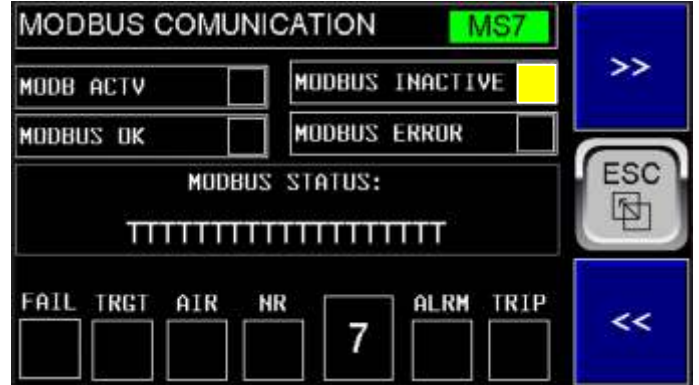 MODBUS COMUNICATION MS7
>>
MODB ACTV MODBUS INACTIVE
MODBUS OK MODBUS ERROR
ESC
MODBUS STATUS:
TTTTTTTTTTTTTTTTTTTT
FAIL TRGT AIR NR 7 ALRM TRIP
<<